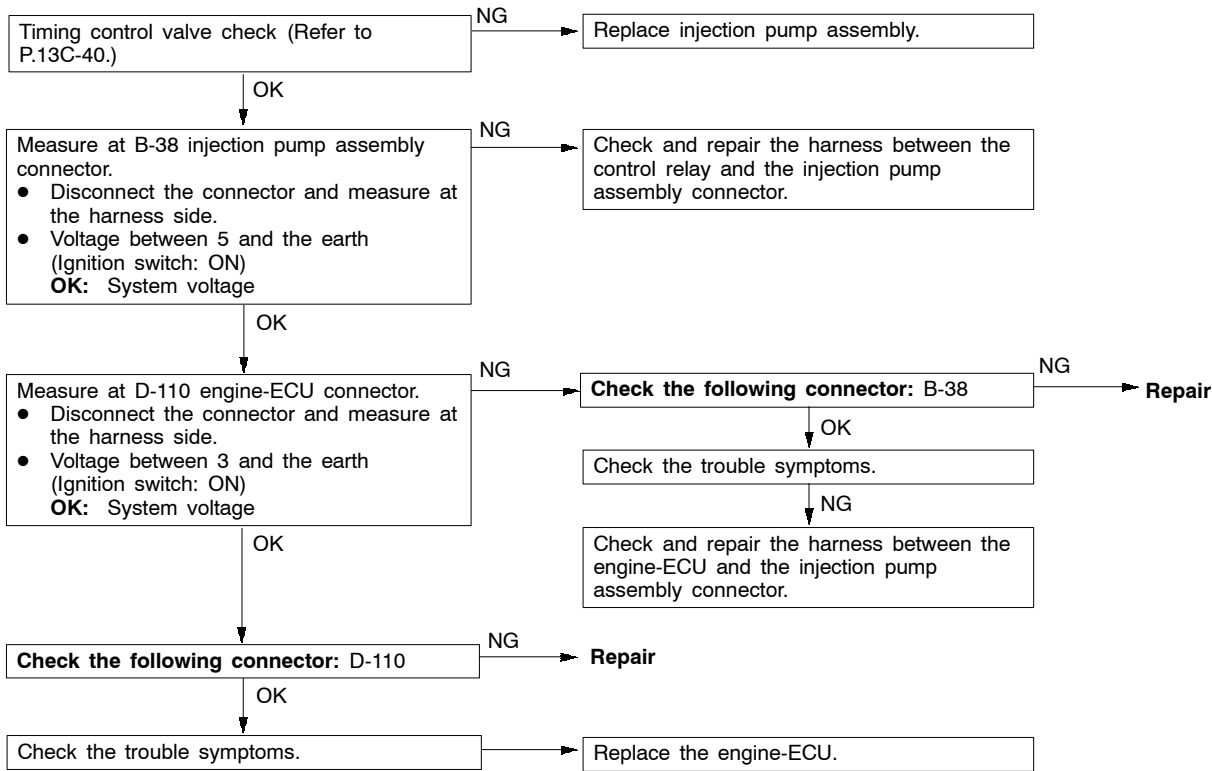 Timing control valve check (Refer to
P.13C-40.)
NG
Replace injection pump assembly.
OK
Measure at B-38 injection pump assembly
connector.
● Disconnect the connector and measure at
the harness side.
● Voltage between 5 and the earth
(Ignition switch: ON)
OK: System voltage
NG
Check and repair the harness between the
control relay and the injection pump
assembly connector.
OK
Measure at D-110 engine-ECU connector.
● Disconnect the connector and measure at
the harness side.
● Voltage between 3 and the earth
(Ignition switch: ON)
OK: System voltage
NG
Check the following connector: B-38
NG
Repair
OK
Check the trouble symptoms.
NG
Check and repair the harness between the
engine-ECU and the injection pump
assembly connector.
OK
Check the following connector: D-110
NG
Repair
OK
Check the trouble symptoms.
Replace the engine-ECU.